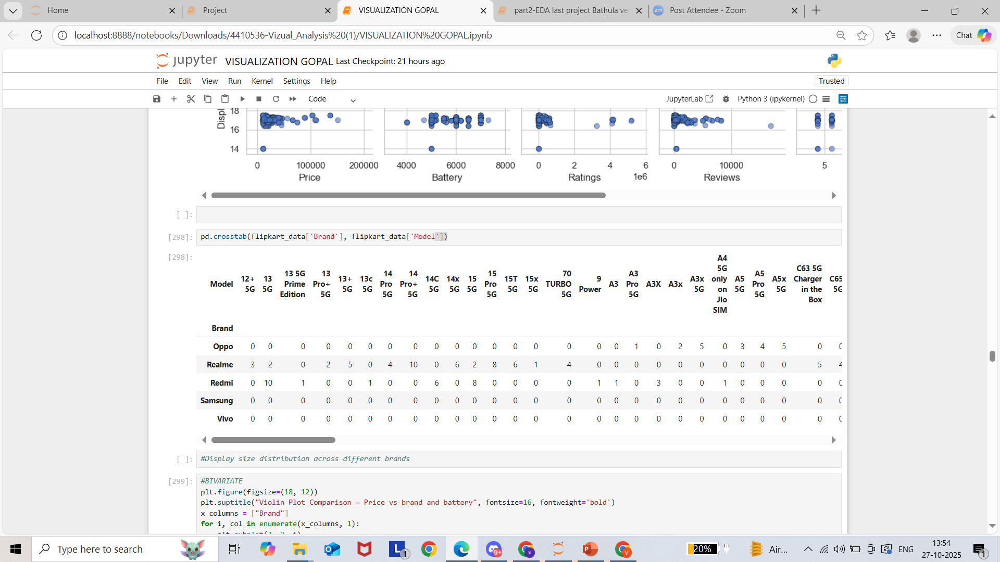 Home
Project
VISUALIZATION GOPAL
part2-EDA last project Bathula ve
zm Post Attendee - Zoom
localhost:8888/notebooks/Downloads/4410536-Vizual_Analysis%20(1)/VISUALIZATION%20GOPAL.ipynb
Chat
jupyter VISUALIZATION GOPAL Last Checkpoint: 21 hours ago
File Edit View Run Kernel Settings Help Trusted
Code JupyterLab Python 3 (ipykernel)
Displ
18
16
14
0 100000 200000 4000 6000 8000 0 2 4 6 0 10000 5
Price Battery Ratings 1e6 Reviews
[ ]:
[298]: pd.crosstab(flipkart_data['Brand'], flipkart_data['Model'])
[298]:
Model 12+ 5G 13 5G 13 5G Prime Edition 13 Pro+ 5G 13+ 5G 13c 5G 14 Pro 5G 14 Pro+ 5G 14C 5G 14x 5G 15 5G 15 Pro 5G 15T 5G 15x 5G 70 TURBO 5G 9 Power A3 A3 Pro 5G A3X A3x A3x 5G A4 5G only on Jio SIM A5 5G A5 Pro 5G A5x 5G C63 5G Charger in the Box C65 5G
Brand
Oppo 0 0 0 0 0 0 0 0 0 0 0 0 0 0 0 0 0 1 0 2 5 0 3 4 5 0 0
Realme 3 2 0 2 5 0 4 10 0 6 2 8 6 1 4 0 0 0 0 0 0 0 0 0 0 5 4
Redmi 0 10 1 0 0 1 0 0 6 0 8 0 0 0 0 1 1 0 3 0 0 1 0 0 0 0 0
Samsung 0 0 0 0 0 0 0 0 0 0 0 0 0 0 0 0 0 0 0 0 0 0 0 0 0 0 0
Vivo 0 0 0 0 0 0 0 0 0 0 0 0 0 0 0 0 0 0 0 0 0 0 0 0 0 0 0
[ ]: #Display size distribution across different brands
[299]: #BIVARIATE
plt.figure(figsize=(18, 12))
plt.suptitle("Violin Plot Comparison – Price vs brand and battery", fontsize=16, fontweight='bold')
x_columns = ["Brand"]
for i, col in enumerate(x_columns, 1):
Type here to search
L 1
9+
V
P
V
20%
Air...
ENG
13:54
27-10-2025
1